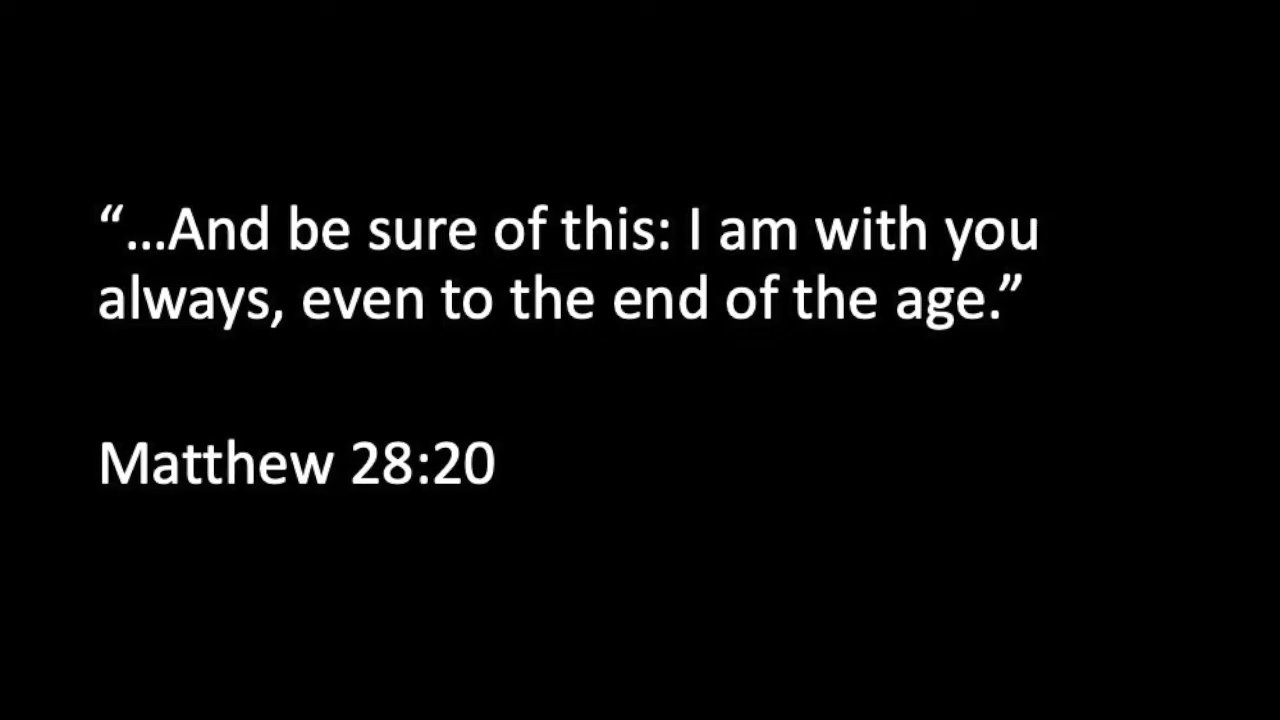 “...And be sure of this: I am with you
always, even to the end of the age.”
Matthew 28:20